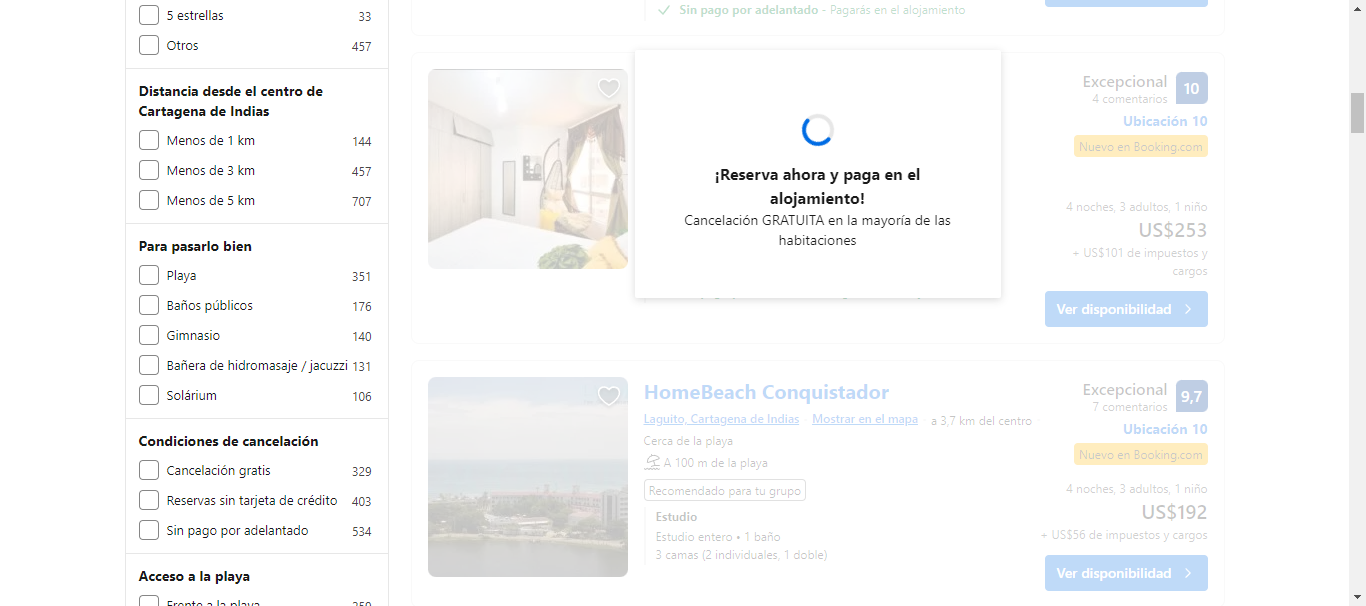 5 estrellas 33
Otros 457
Distancia desde el centro de
Cartagena de Indias
Menos de 1 km 144
Menos de 3 km 457
Menos de 5 km 707
Para pasarlo bien
Playa 351
Baños públicos 176
Gimnasio 140
Bañera de hidromasaje / jacuzzi 131
Solárium 106
Condiciones de cancelación
Cancelación gratis 329
Reservas sin tarjeta de crédito 403
Sin pago por adelantado 534
Acceso a la playa
Frente a la playa 259
Sin pago por adelantado - Pagarás en el alojamiento
¡Reserva ahora y paga en el
alojamiento!
Cancelación GRATUITA en la mayoría de las
habitaciones
Excepcional 10
4 comentarios
Ubicación 10
Nuevo en Booking.com
4 noches, 3 adultos, 1 niño
US$253
+ US$101 de impuestos y
cargos
Ver disponibilidad
HomeBeach Conquistador
Laguito, Cartagena de Indias Mostrar en el mapa a 3,7 km del centro
Cerca de la playa
A 100 m de la playa
Recomendado para tu grupo
Estudio
Estudio entero • 1 baño
3 camas (2 individuales, 1 doble)
Excepcional 9,7
7 comentarios
Ubicación 10
Nuevo en Booking.com
4 noches, 3 adultos, 1 niño
US$192
+ US$56 de impuestos y cargos
Ver disponibilidad